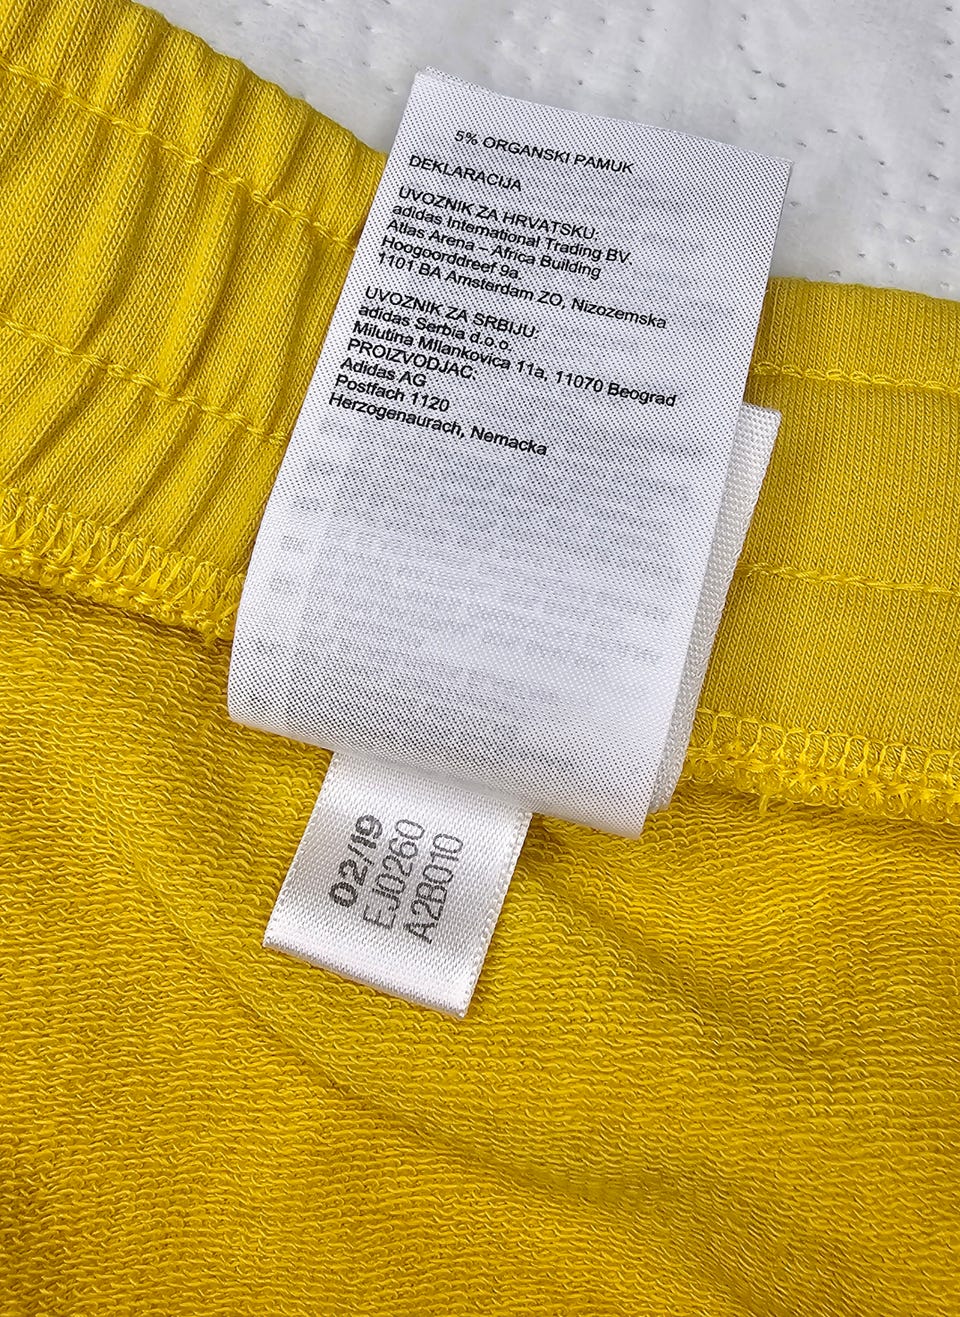 5% ORGANSKI PAMUK
DEKLARACIJA
UVOZNIK ZA HRVATSKU:
adidas International Trading BV.
Atlas Arena – Africa Building
Hoogoorddreef 9a
1101 BA Amsterdam ZO, Nizozemska
UVOZNIK ZA SRBIJU:
adidas Serbia d.o.o.
Milutina Milankovica 11a, 11070 Beograd
PROIZVODJAC:
Adidas AG
Postfach 1120
Herzogenaurach, Nemacka
02/19
EJ0260
A2B010